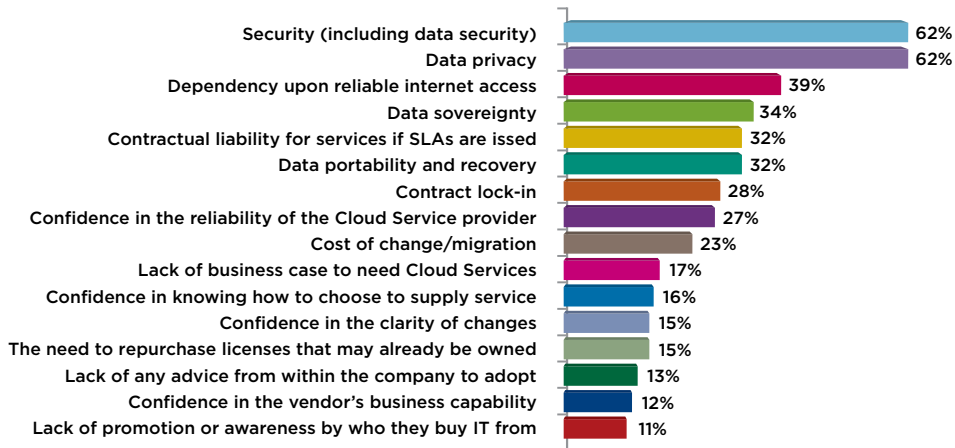 Security (including data security) 62%
Data privacy 62%
Dependency upon reliable internet access 39%
Data sovereignty 34%
Contractual liability for services if SLAs are issed 32%
Data portability and recovery 32%
Contract lock-in 28%
Confidence in the reliability of the Cloud Service provider 27%
Cost of change/migration 23%
Lack of business case to need Cloud Services 17%
Confidence in knowing how to choose to supply service 16%
Confidence in the clarity of changes 15%
The need to repurchase licenses that may already be owned 15%
Lack of any advice from within the company to adopt 13%
Confidence in the vendor’s business capability 12%
Lack of promotion or awareness by who they buy IT from 11%